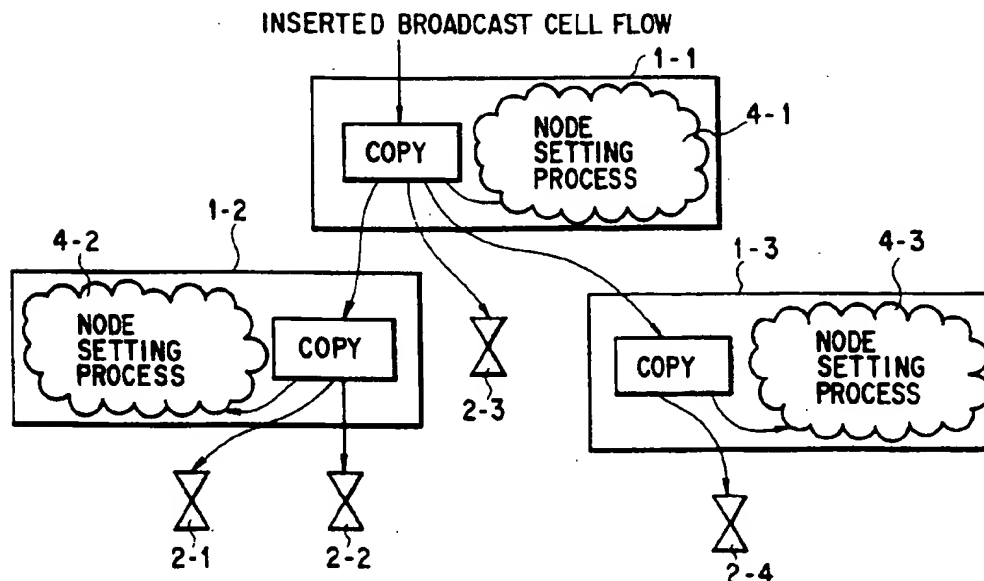 INSERTED BROADCAST CELL FLOW
1-1
COPY
NODE
SETTING
PROCESS
4-1
1-2
4-2
NODE
SETTING
PROCESS
COPY
2-3
1-3
4-3
COPY
NODE
SETTING
PROCESS
2-1
2-2
2-4